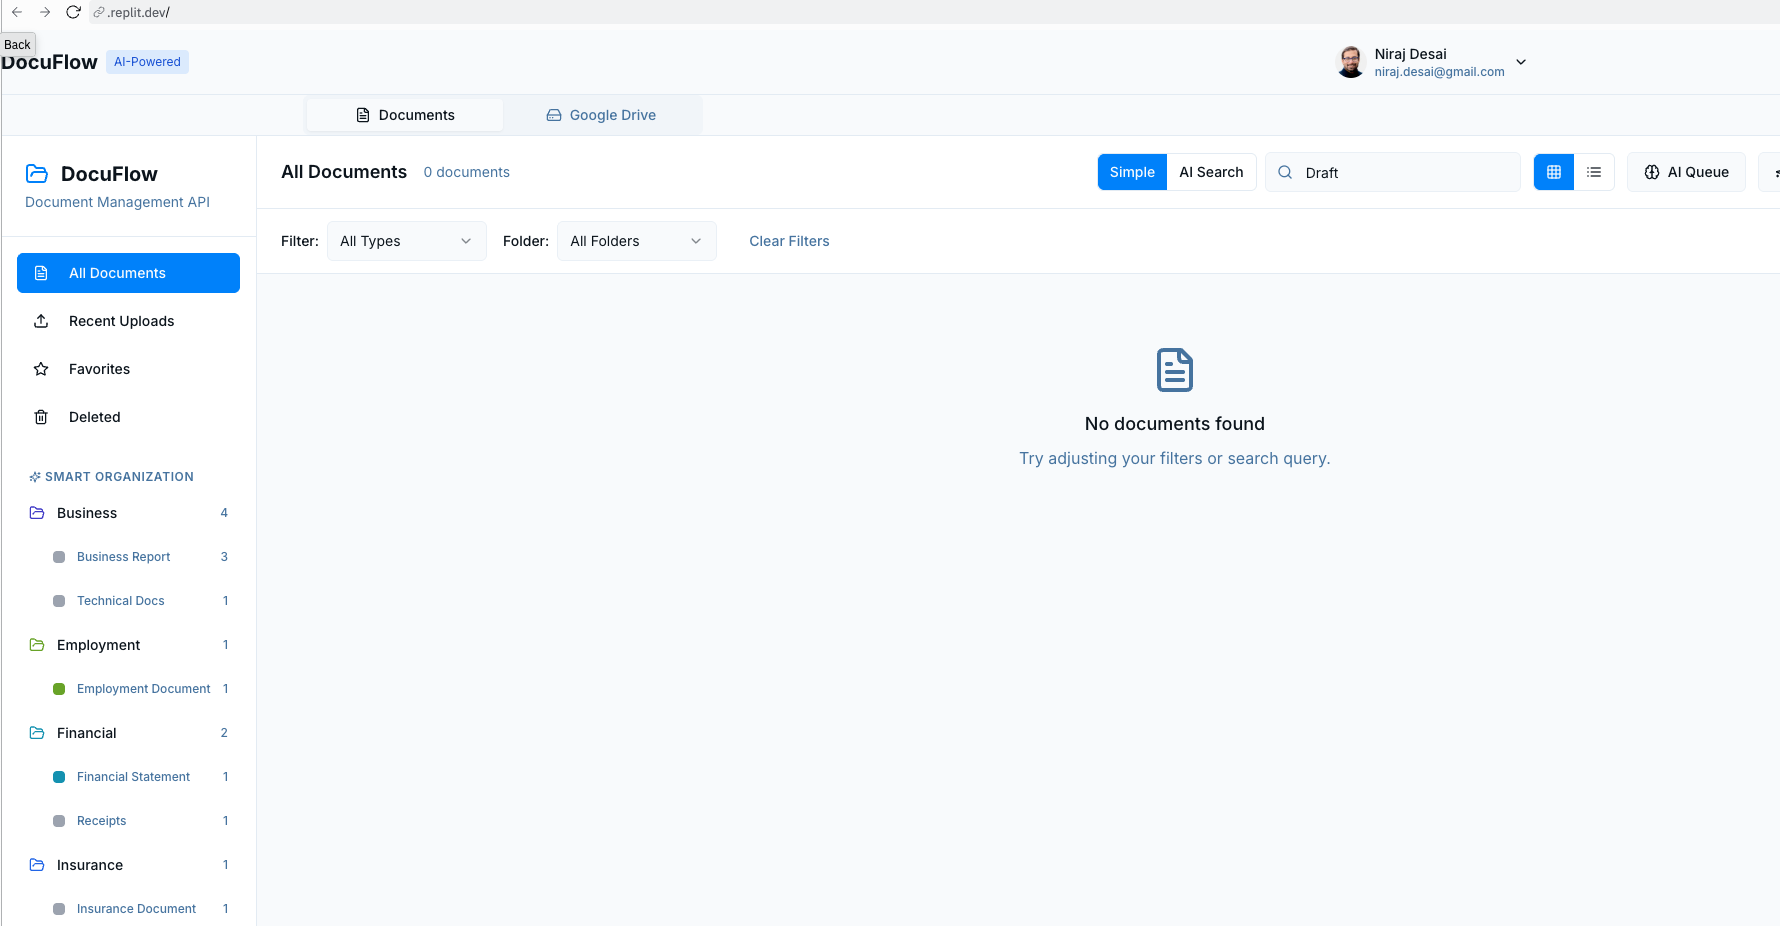 .replit.dev/
Back
DocuFlow AI-Powered
Niraj Desai
niraj.desai@gmail.com
Documents Google Drive
DocuFlow
Document Management API
All Documents 0 documents Simple AI Search Draft AI Queue
Filter: All Types Folder: All Folders Clear Filters
All Documents
Recent Uploads
Favorites
Deleted
No documents found
Try adjusting your filters or search query.
SMART ORGANIZATION
Business 4
Business Report 3
Technical Docs 1
Employment 1
Employment Document 1
Financial 2
Financial Statement 1
Receipts 1
Insurance 1
Insurance Document 1